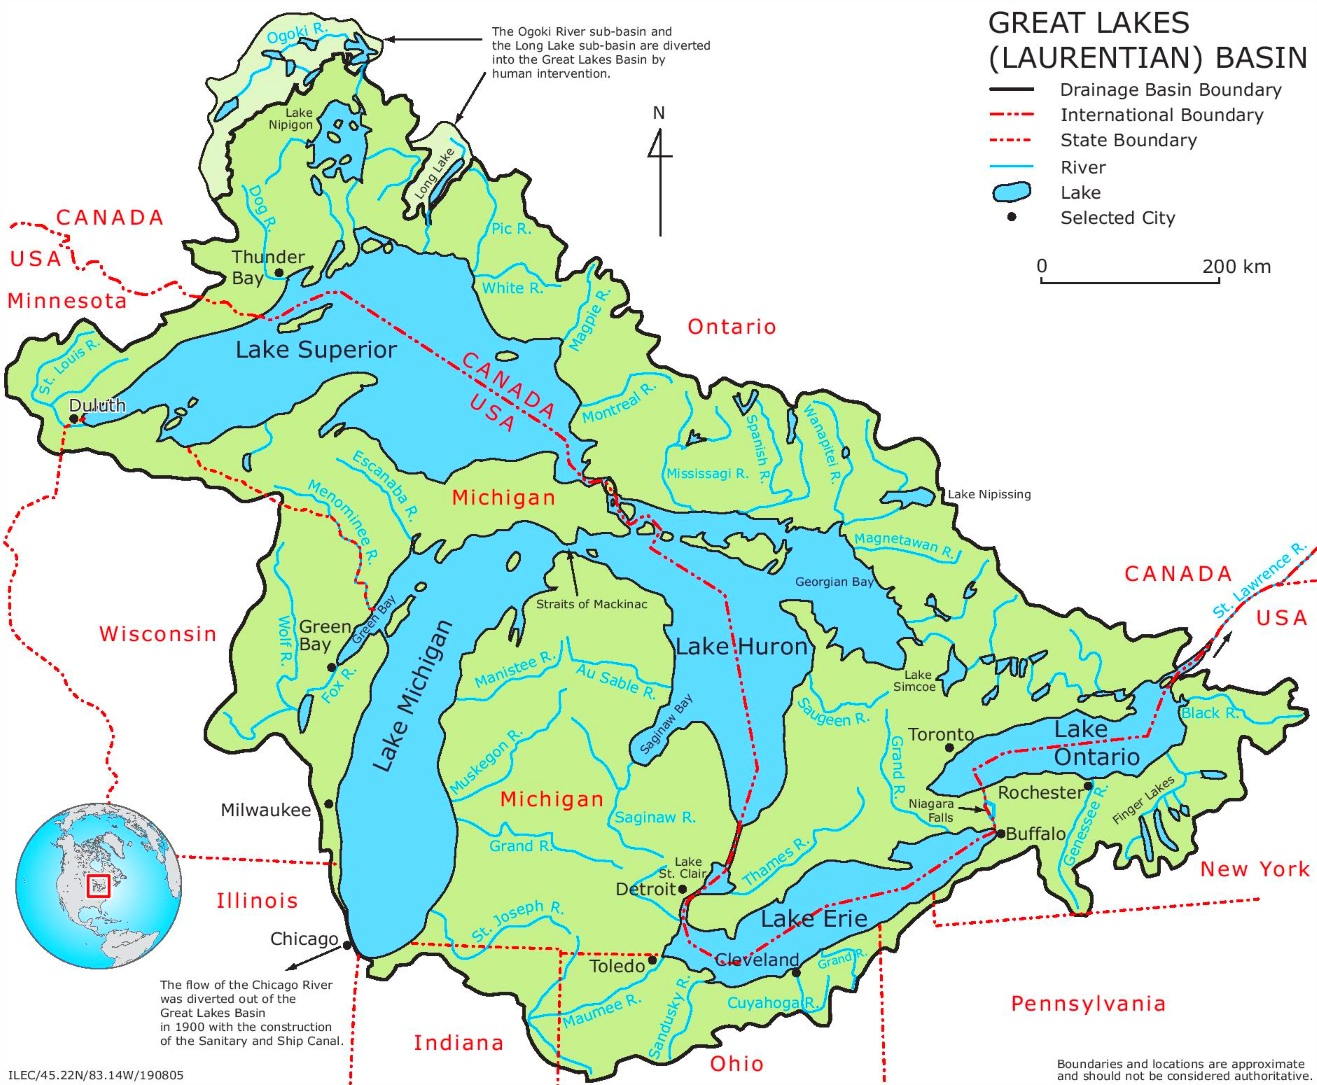 GREAT LAKES
(LAURENTIAN) BASIN
Drainage Basin Boundary
International Boundary
State Boundary
River
Lake
Selected City
0 200 km
N
The Ogoki River sub-basin and
the Long Lake sub-basin are diverted
into the Great Lakes Basin by
human intervention.
Ogoki R.
Lake
Nipigon
Long Lake
Dog R.
Pic R.
White R.
Magpie R.
CANADA
USA
Minnesota
Thunder
Bay
Ontario
St. Louis R.
Duluth
Lake Superior
CANADA
USA
Montreal R.
Mississagi R.
Spanish R.
Wanapitei R.
Lake Nipissing
Magnetawan R.
Escanaba R.
Menominee R.
Michigan
Straits of Mackinac
Georgian Bay
CANADA
St. Lawrence R.
USA
Wisconsin
Wolf R.
Green
Bay
Green Bay
Fox R.
Lake Michigan
Manistee R.
Au Sable R.
Lake Huron
Saginaw Bay
Lake
Simcoe
Saugeen R.
Muskegon R.
Michigan
Saginaw R.
Grand R.
Grand R.
Toronto
Lake
Ontario
Black R.
Niagara
Falls
Rochester
Genessee R.
Finger Lakes
Buffalo
New York
Milwaukee
Illinois
Chicago
Lake
St. Clair
Detroit
Thames R.
Lake Erie
St. Joseph R.
Toledo
Cleveland
Grand R.
Maumee R.
Sandusky R.
Cuyahoga R.
Pennsylvania
Indiana
Ohio
The flow of the Chicago River
was diverted out of the
Great Lakes Basin
in 1900 with the construction
of the Sanitary and Ship Canal.
ILEC/45.22N/83.14W/190805
Boundaries and locations are approximate
and should not be considered authoritative.